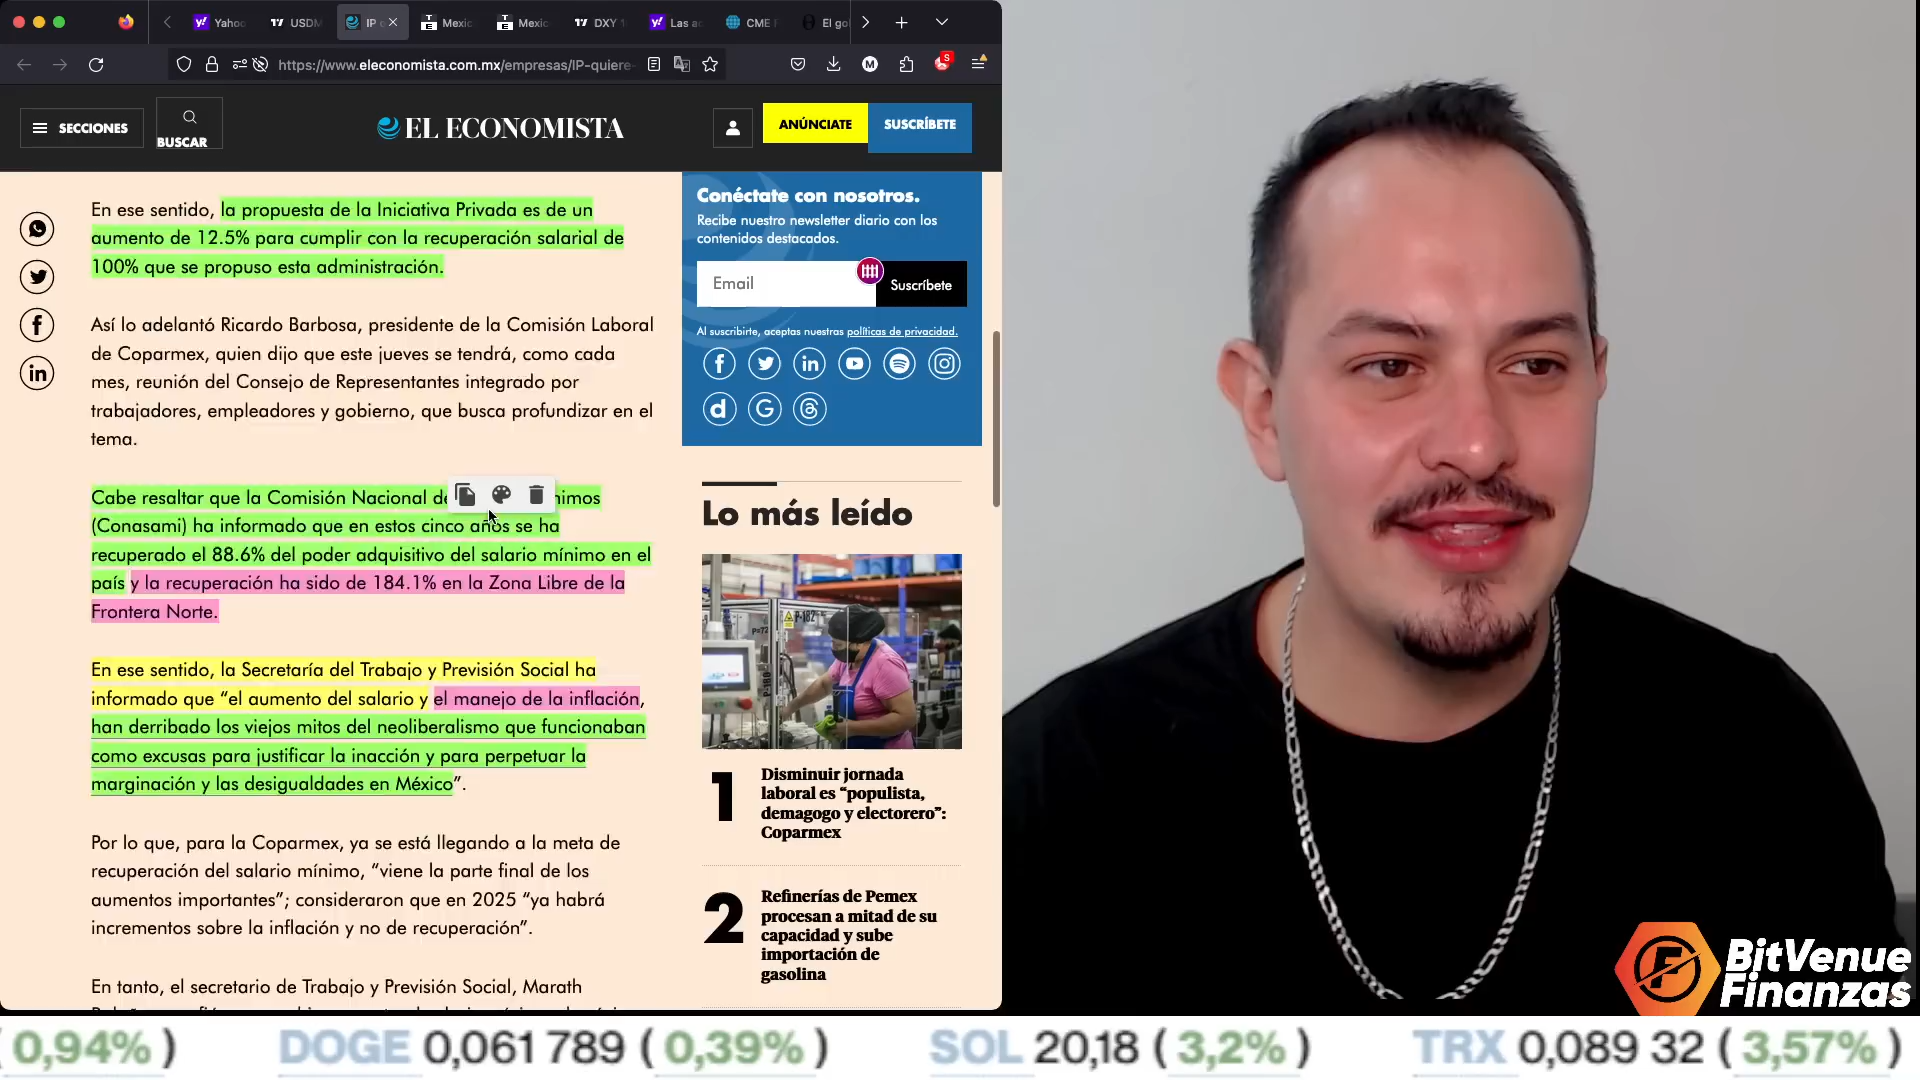 Yaho
USDM
IP
Mexic
Mexic
DXY
Las ac
CME F
El go
https://www.eleconomista.com.mx/empresas/IP-quiere-
M
S
SECCIONES
BUSCAR
EL ECONOMISTA
ANÚNCIATE
SUSCRÍBETE
En ese sentido, la propuesta de la Iniciativa Privada es de un
aumento de 12.5% para cumplir con la recuperación salarial de
100% que se propuso esta administración.
Así lo adelantó Ricardo Barbosa, presidente de la Comisión Laboral
de Coparmex, quien dijo que este jueves se tendrá, como cada
mes, reunión del Consejo de Representantes integrado por
trabajadores, empleadores y gobierno, que busca profundizar en el
tema.
Cabe resaltar que la Comisión Nacional de nimos
(Conasami) ha informado que en estos cinco años se ha
recuperado el 88.6% del poder adquisitivo del salario mínimo en el
país y la recuperación ha sido de 184.1% en la Zona Libre de la
Frontera Norte.
En ese sentido, la Secretaría del Trabajo y Previsión Social ha
informado que “el aumento del salario y el manejo de la inflación,
han derribado los viejos mitos del neoliberalismo que funcionaban
como excusas para justificar la inacción y para perpetuar la
marginación y las desigualdades en México”.
Por lo que, para la Coparmex, ya se está llegando a la meta de
recuperación del salario mínimo, “viene la parte final de los
aumentos importantes”; consideraron que en 2025 “ya habrá
incrementos sobre la inflación y no de recuperación”.
En tanto, el secretario de Trabajo y Previsión Social, Marath
Conéctate con nosotros.
Recibe nuestro newsletter diario con los
contenidos destacados.
Email
Suscríbete
Al suscribirte, aceptas nuestras políticas de privacidad.
Lo más leído
1
Disminuir jornada
laboral es “populista,
demagogo y electorero”:
Coparmex
2
Refinerías de Pemex
procesan a mitad de su
capacidad y sube
importación de
gasolina
BitVenue
Finanzas
0,94% )
DOGE 0,061 789 ( 0,39% )
SOL 20,18 ( 3,2% )
TRX 0,089 32 ( 3,57% )